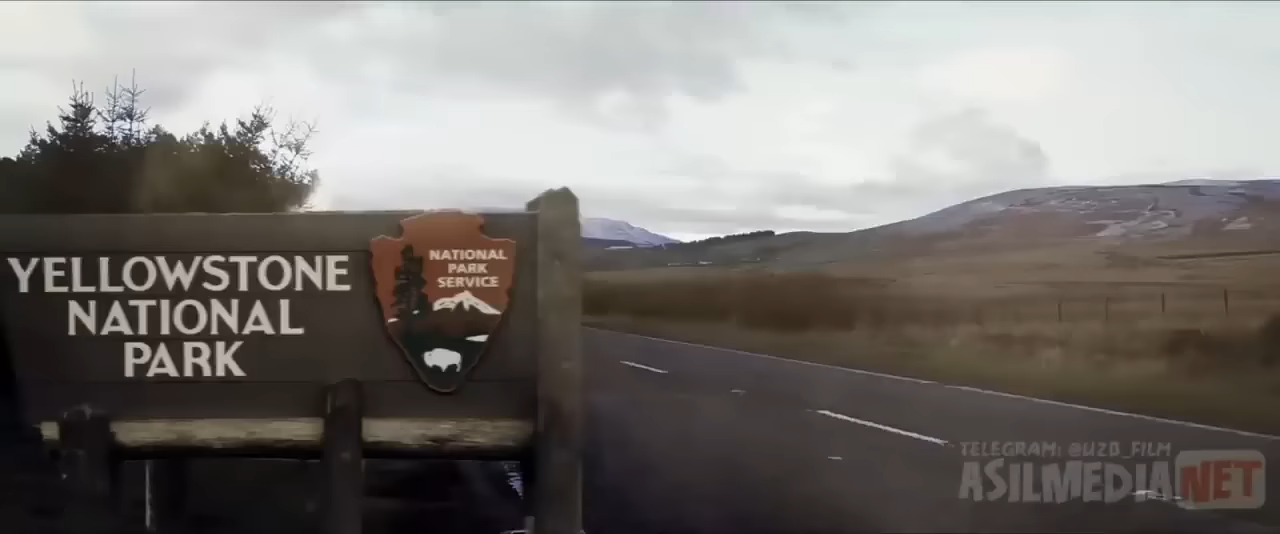 YELLOWSTONE
NATIONAL
PARK
NATIONAL
PARK
SERVICE
TELEGRAM: @UZB_FILM
ASILMEDIA NET